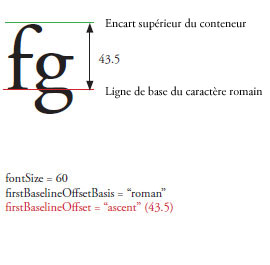 Encart supérieur du conteneur
fg
43.5
Ligne de base du caractère romain
fontSize = 60
firstBaselineOffsetBasis = “roman”
firstBaselineOffset = “ascent” (43.5)